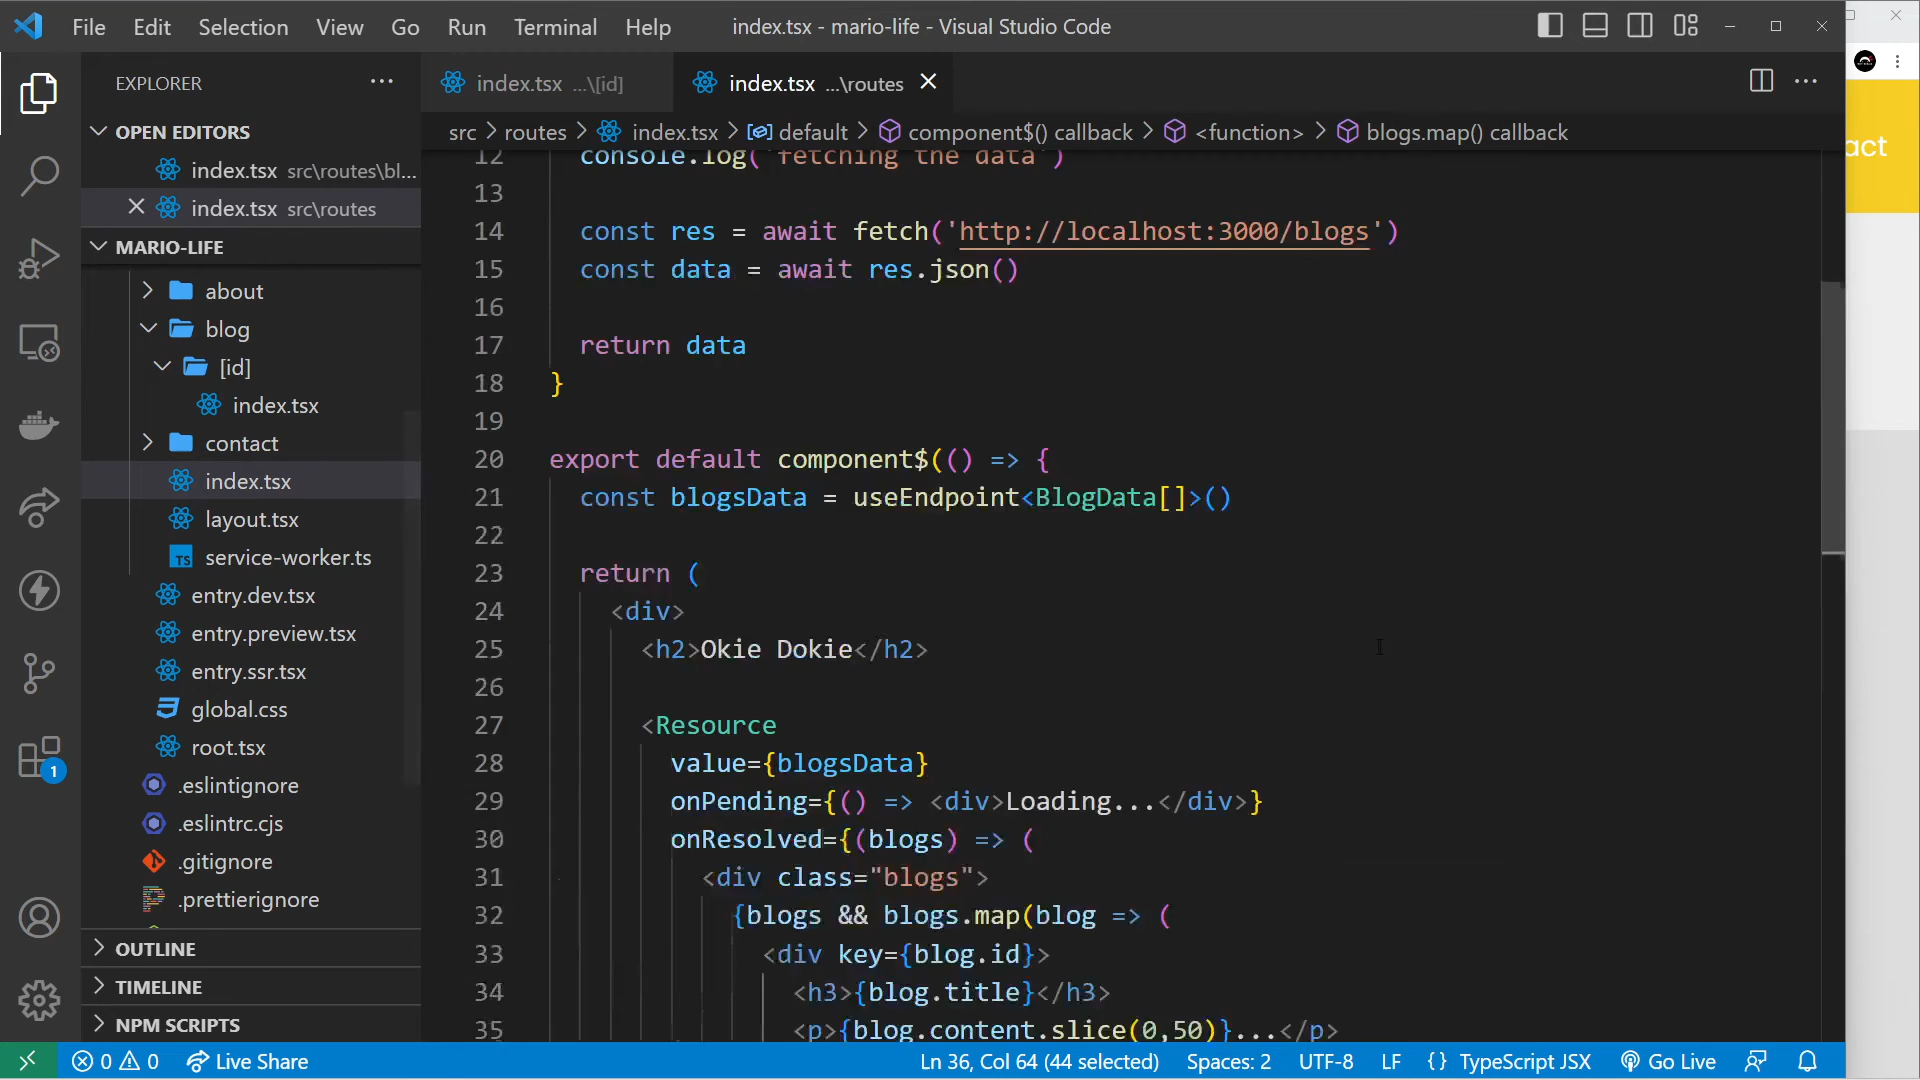 File Edit Selection View Go Run Terminal Help
index.tsx - mario-life - Visual Studio Code
EXPLORER
index.tsx ...\[id]
index.tsx ...\routes
src > routes > index.tsx > default > component$() callback > <function> > blogs.map() callback
OPEN EDITORS
index.tsx src\routes\bl...
index.tsx src\routes
MARIO-LIFE
about
blog
[id]
index.tsx
contact
index.tsx
layout.tsx
TS service-worker.ts
entry.dev.tsx
entry.preview.tsx
entry.ssr.tsx
global.css
root.tsx
.eslintignore
.eslintrc.cjs
.gitignore
.prettierignore
OUTLINE
TIMELINE
NPM SCRIPTS
1
12 console.log('fetching the data')
13
14 const res = await fetch('http://localhost:3000/blogs')
15 const data = await res.json()
16
17 return data
18 }
19
20 export default component$(() => {
21 const blogsData = useEndpoint<BlogData[]>()
22
23 return (
24 <div>
25 <h2>Okie Dokie</h2>
26
27 <Resource
28 value={blogsData}
29 onPending={() => <div>Loading...</div>}
30 onResolved={(blogs) => (
31 <div class="blogs">
32 {blogs && blogs.map(blog => (
33 <div key={blog.id}>
34 <h3>{blog.title}</h3>
35 <p>{blog.content.slice(0,50)}...</p>
act
0 0 Live Share
Ln 36, Col 64 (44 selected) Spaces: 2 UTF-8 LF {} TypeScript JSX Go Live